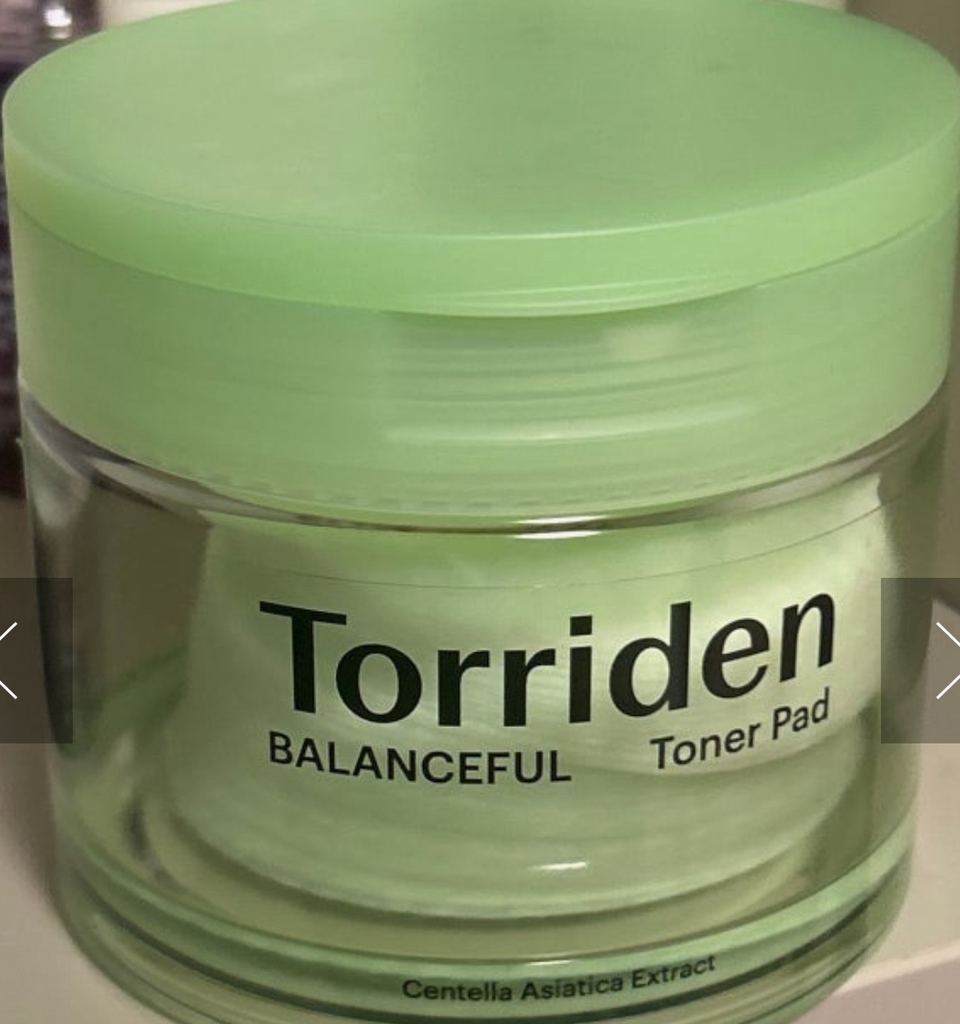 Torriden
BALANCEFUL Toner Pad
Centella Asiatica Extract